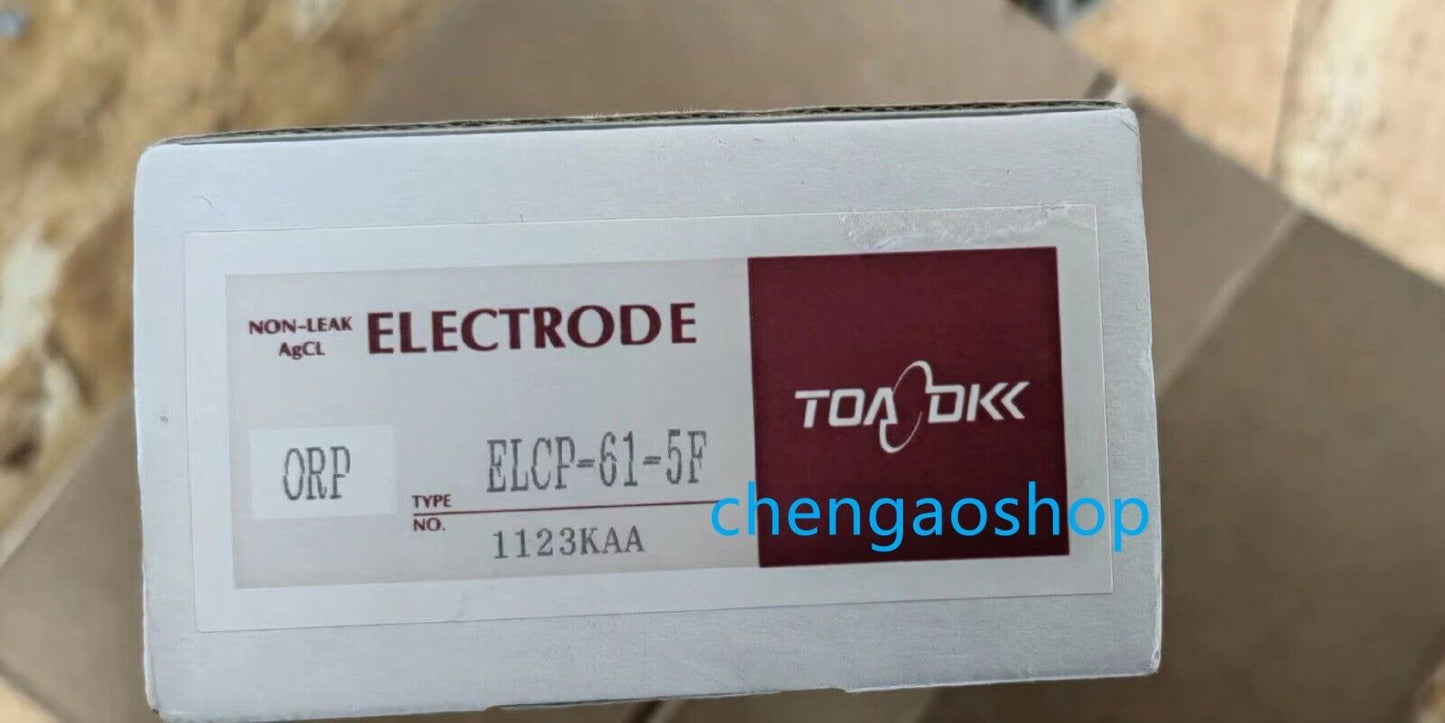 NON-LEAK
AgCL
ELECTRODE
TOA DKK
ORP
TYPE ELCP-61-5F
NO. 1123KAA
chengaoshop